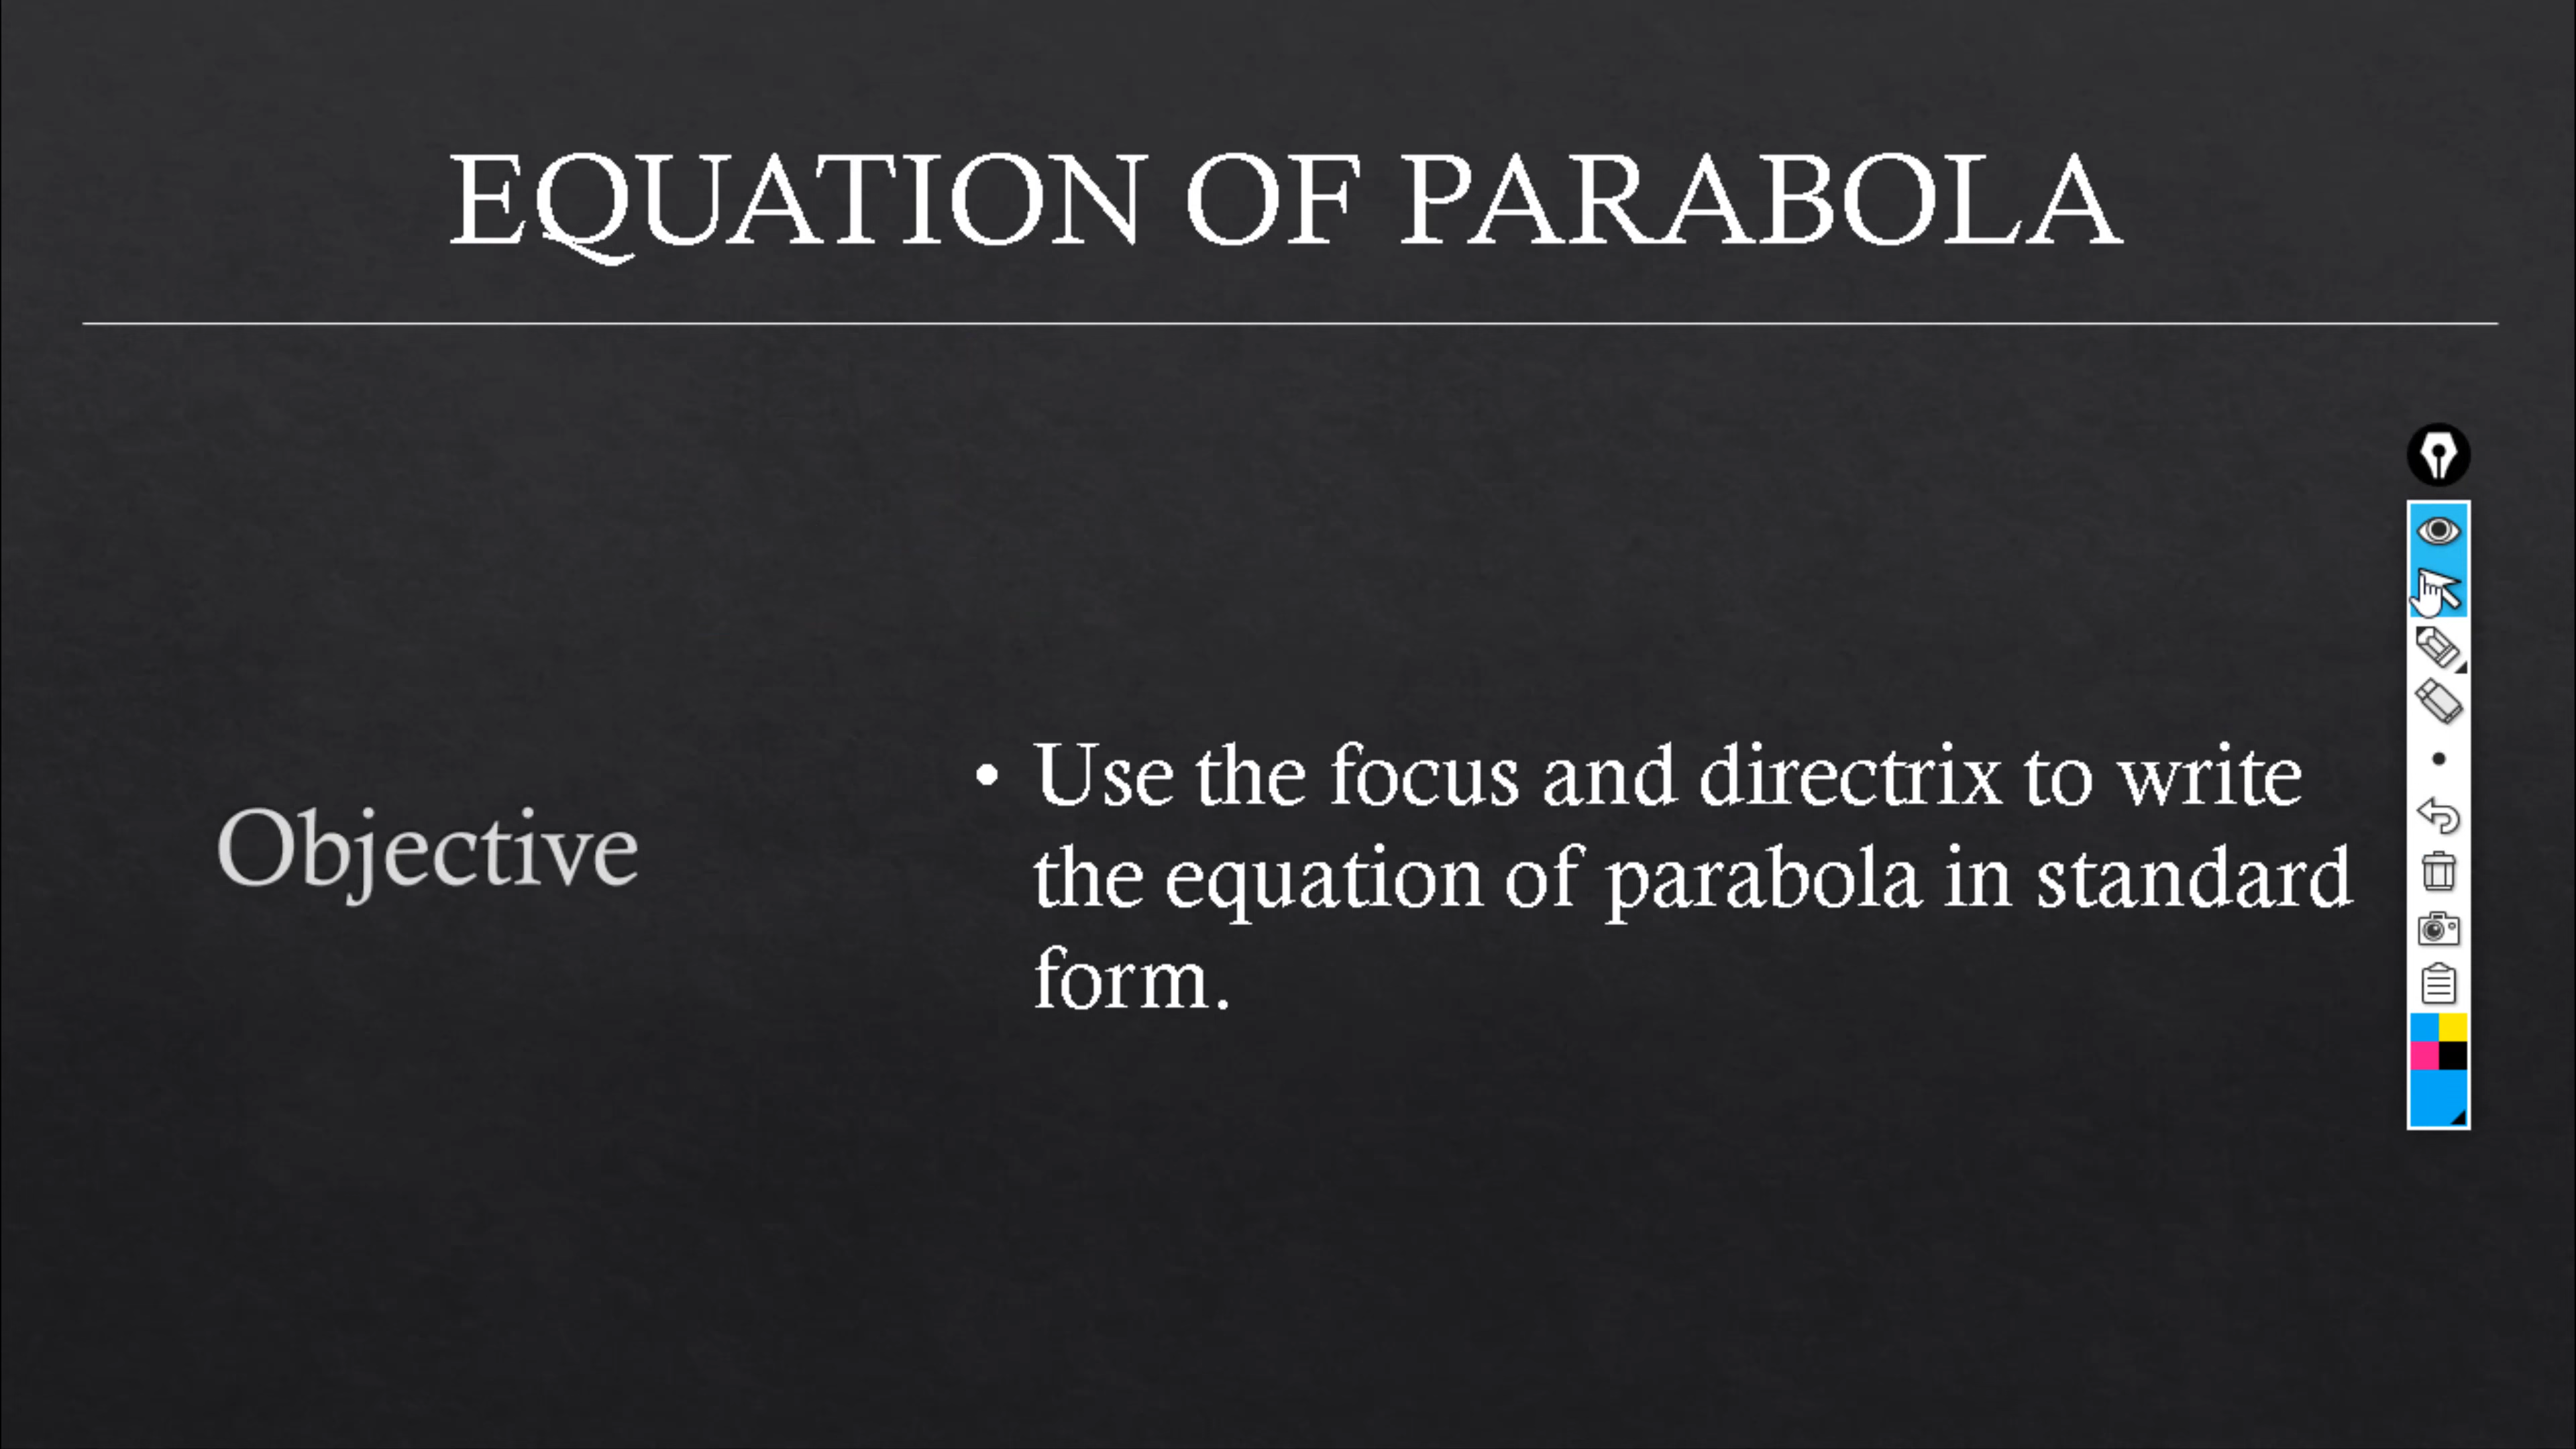 EQUATION OF PARABOLA
Objective
• Use the focus and directrix to write
the equation of parabola in standard
form.